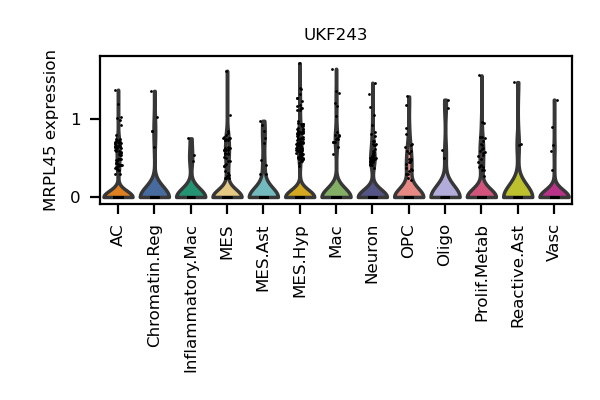 UKF243
MRPL45 expression
1
0
AC
Chromatin.Reg
Inflammatory.Mac
MES
MES.Ast
MES.Hyp
Mac
Neuron
OPC
Oligo
Prolif.Metab
Reactive.Ast
Vasc